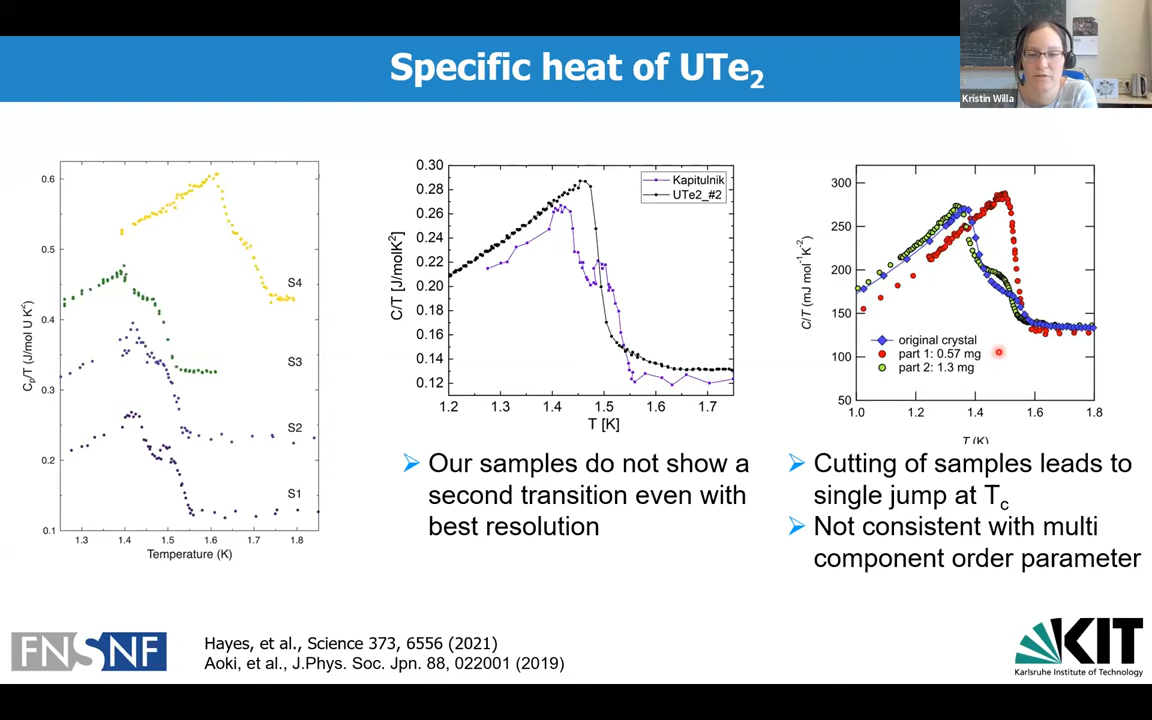 Specific heat of UTe2
Kristin Willa
0.6
0.5
0.4
0.3
0.2
0.1
Cp/T (J/mol U K²)
S4
S3
S2
S1
1.3
1.4
1.5
1.6
1.7
1.8
Temperature (K)
0.30
0.28
0.26
0.24
0.22
0.20
0.18
0.16
0.14
0.12
C/T [J/molK²]
Kapitulnik
UTe2_#2
1.2
1.3
1.4
1.5
1.6
1.7
T [K]
300
250
200
150
100
50
C/T (mJ mol⁻¹K⁻²)
original crystal
part 1: 0.57 mg
part 2: 1.3 mg
1.0
1.2
1.4
1.6
1.8
T (K)
Our samples do not show a
second transition even with
best resolution
Cutting of samples leads to
single jump at Tc
Not consistent with multi
component order parameter
FNSNF
Hayes, et al., Science 373, 6556 (2021)
Aoki, et al., J.Phys. Soc. Jpn. 88, 022001 (2019)
KIT
Karlsruhe Institute of Technology